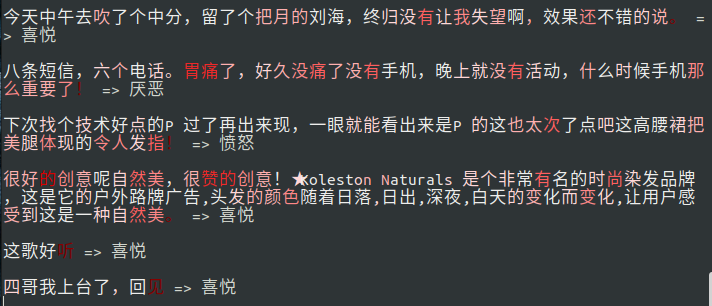 今天中午去吹了个中分，留了个把月的刘海，终归没有让我失望啊，效果还不错的说。 =
> 喜悦
八条短信，六个电话。胃痛了，好久没痛了没有手机，晚上就没有活动，什么时候手机那
么重要了！ => 厌恶
下次找个技术好点的P 过了再出来现，一眼就能看出来是P 的这也太次了点吧这高腰裙把
美腿体现的令人发指！ => 愤怒
很好的创意呢自然美，很赞的创意！★Koleston Naturals 是个非常有名的时尚染发品牌
，这是它的户外路牌广告,头发的颜色随着日落,日出,深夜,白天的变化而变化,让用户感
受到这是一种自然美。 => 喜悦
这歌好听 => 喜悦
四哥我上台了，回见 => 喜悦